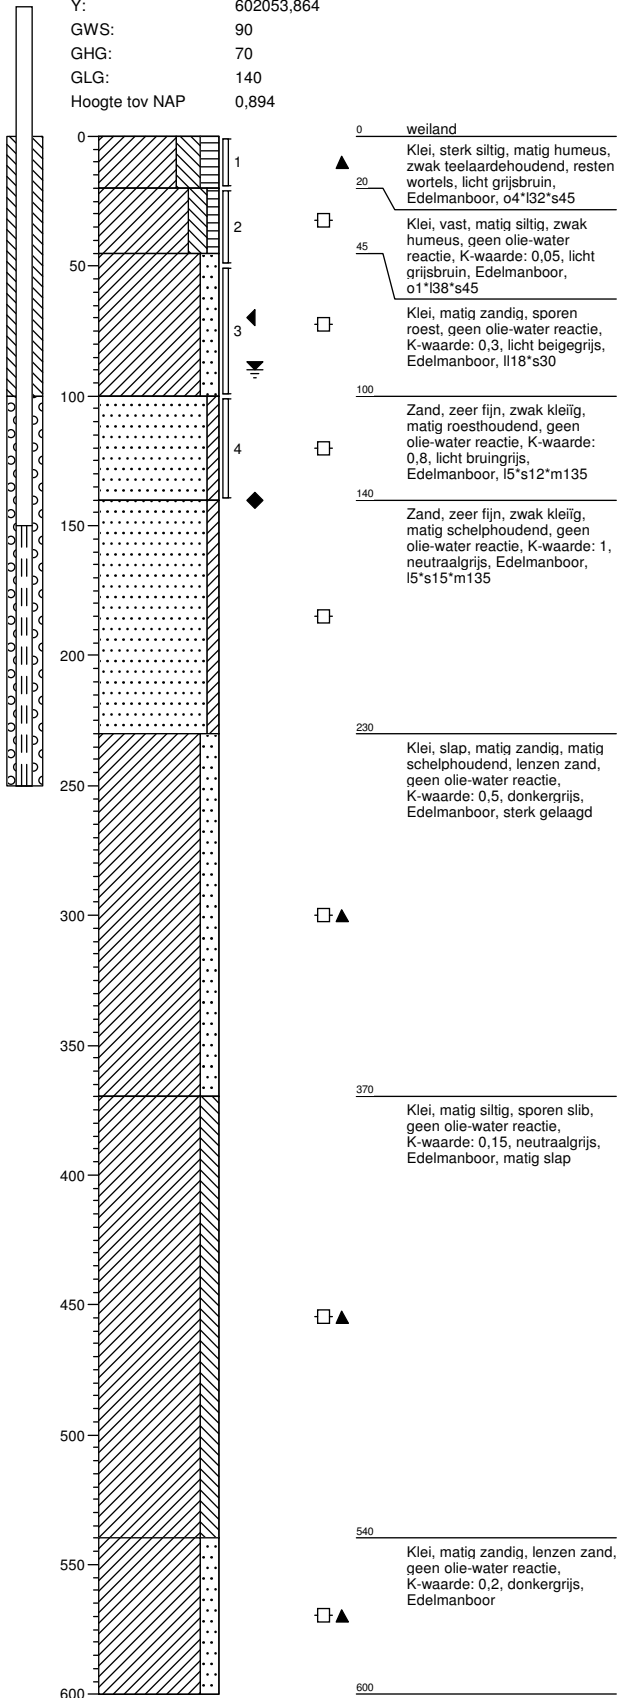 Y: 602053,864
GWS: 90
GHG: 70
GLG: 140
Hoogte tov NAP 0,894
0
50
100
150
200
250
300
350
400
450
500
550
600
1
2
3
4
0 weiland
Klei, sterk siltig, matig humeus,
zwak teelaardehoudend, resten
wortels, licht grijsbruin,
Edelmanboor, o4*l32*s45
20
Klei, vast, matig siltig, zwak
humeus, geen olie-water
reactie, K-waarde: 0,05, licht
grijsbruin, Edelmanboor,
o1*l38*s45
45
Klei, matig zandig, sporen
roest, geen olie-water reactie,
K-waarde: 0,3, licht beigegrijs,
Edelmanboor, ll18*s30
100
Zand, zeer fijn, zwak kleiïg,
matig roesthoudend, geen
olie-water reactie, K-waarde:
0,8, licht bruingrijs,
Edelmanboor, l5*s12*m135
140
Zand, zeer fijn, zwak kleiïg,
matig schelphoudend, geen
olie-water reactie, K-waarde: 1,
neutraalgrijs, Edelmanboor,
l5*s15*m135
230
Klei, slap, matig zandig, matig
schelphoudend, lenzen zand,
geen olie-water reactie,
K-waarde: 0,5, donkergrijs,
Edelmanboor, sterk gelaagd
370
Klei, matig siltig, sporen slib,
geen olie-water reactie,
K-waarde: 0,15, neutraalgrijs,
Edelmanboor, matig slap
540
Klei, matig zandig, lenzen zand,
geen olie-water reactie,
K-waarde: 0,2, donkergrijs,
Edelmanboor
600